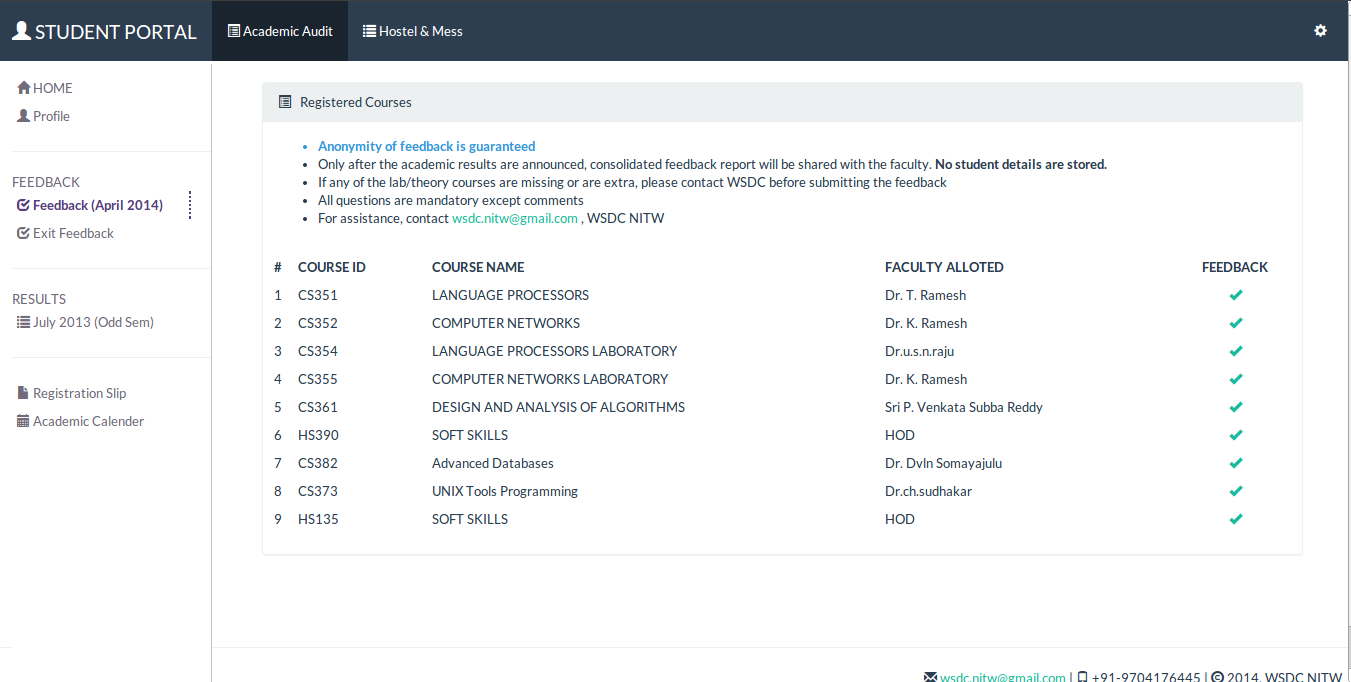 STUDENT PORTAL
Academic Audit
Hostel & Mess
HOME
Profile
FEEDBACK
Feedback (April 2014)
Exit Feedback
RESULTS
July 2013 (Odd Sem)
Registration Slip
Academic Calender
Registered Courses
Anonymity of feedback is guaranteed
Only after the academic results are announced, consolidated feedback report will be shared with the faculty. No student details are stored.
If any of the lab/theory courses are missing or are extra, please contact WSDC before submitting the feedback
All questions are mandatory except comments
For assistance, contact wsdc.nitw@gmail.com , WSDC NITW
# COURSE ID COURSE NAME FACULTY ALLOTED FEEDBACK
1 CS351 LANGUAGE PROCESSORS Dr. T. Ramesh
2 CS352 COMPUTER NETWORKS Dr. K. Ramesh
3 CS354 LANGUAGE PROCESSORS LABORATORY Dr.u.s.n.raju
4 CS355 COMPUTER NETWORKS LABORATORY Dr. K. Ramesh
5 CS361 DESIGN AND ANALYSIS OF ALGORITHMS Sri P. Venkata Subba Reddy
6 HS390 SOFT SKILLS HOD
7 CS382 Advanced Databases Dr. Dvln Somayajulu
8 CS373 UNIX Tools Programming Dr.ch.sudhakar
9 HS135 SOFT SKILLS HOD
wsdc.nitw@gmail.com | +91-9704176445 | © 2014, WSDC NITW